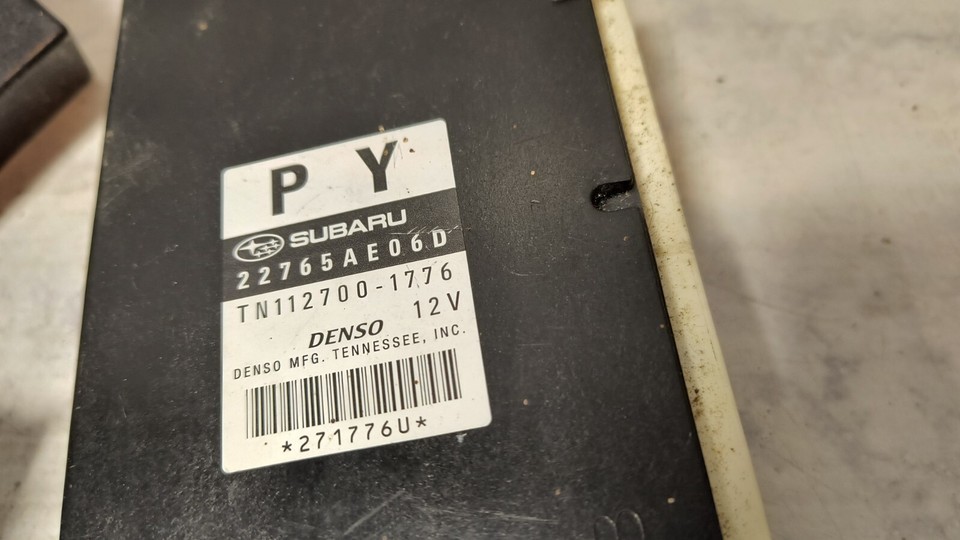 P Y
SUBARU
22765AE06D
TN112700-1776
12V
DENSO
DENSO MFG. TENNESSEE, INC.
*271776U*